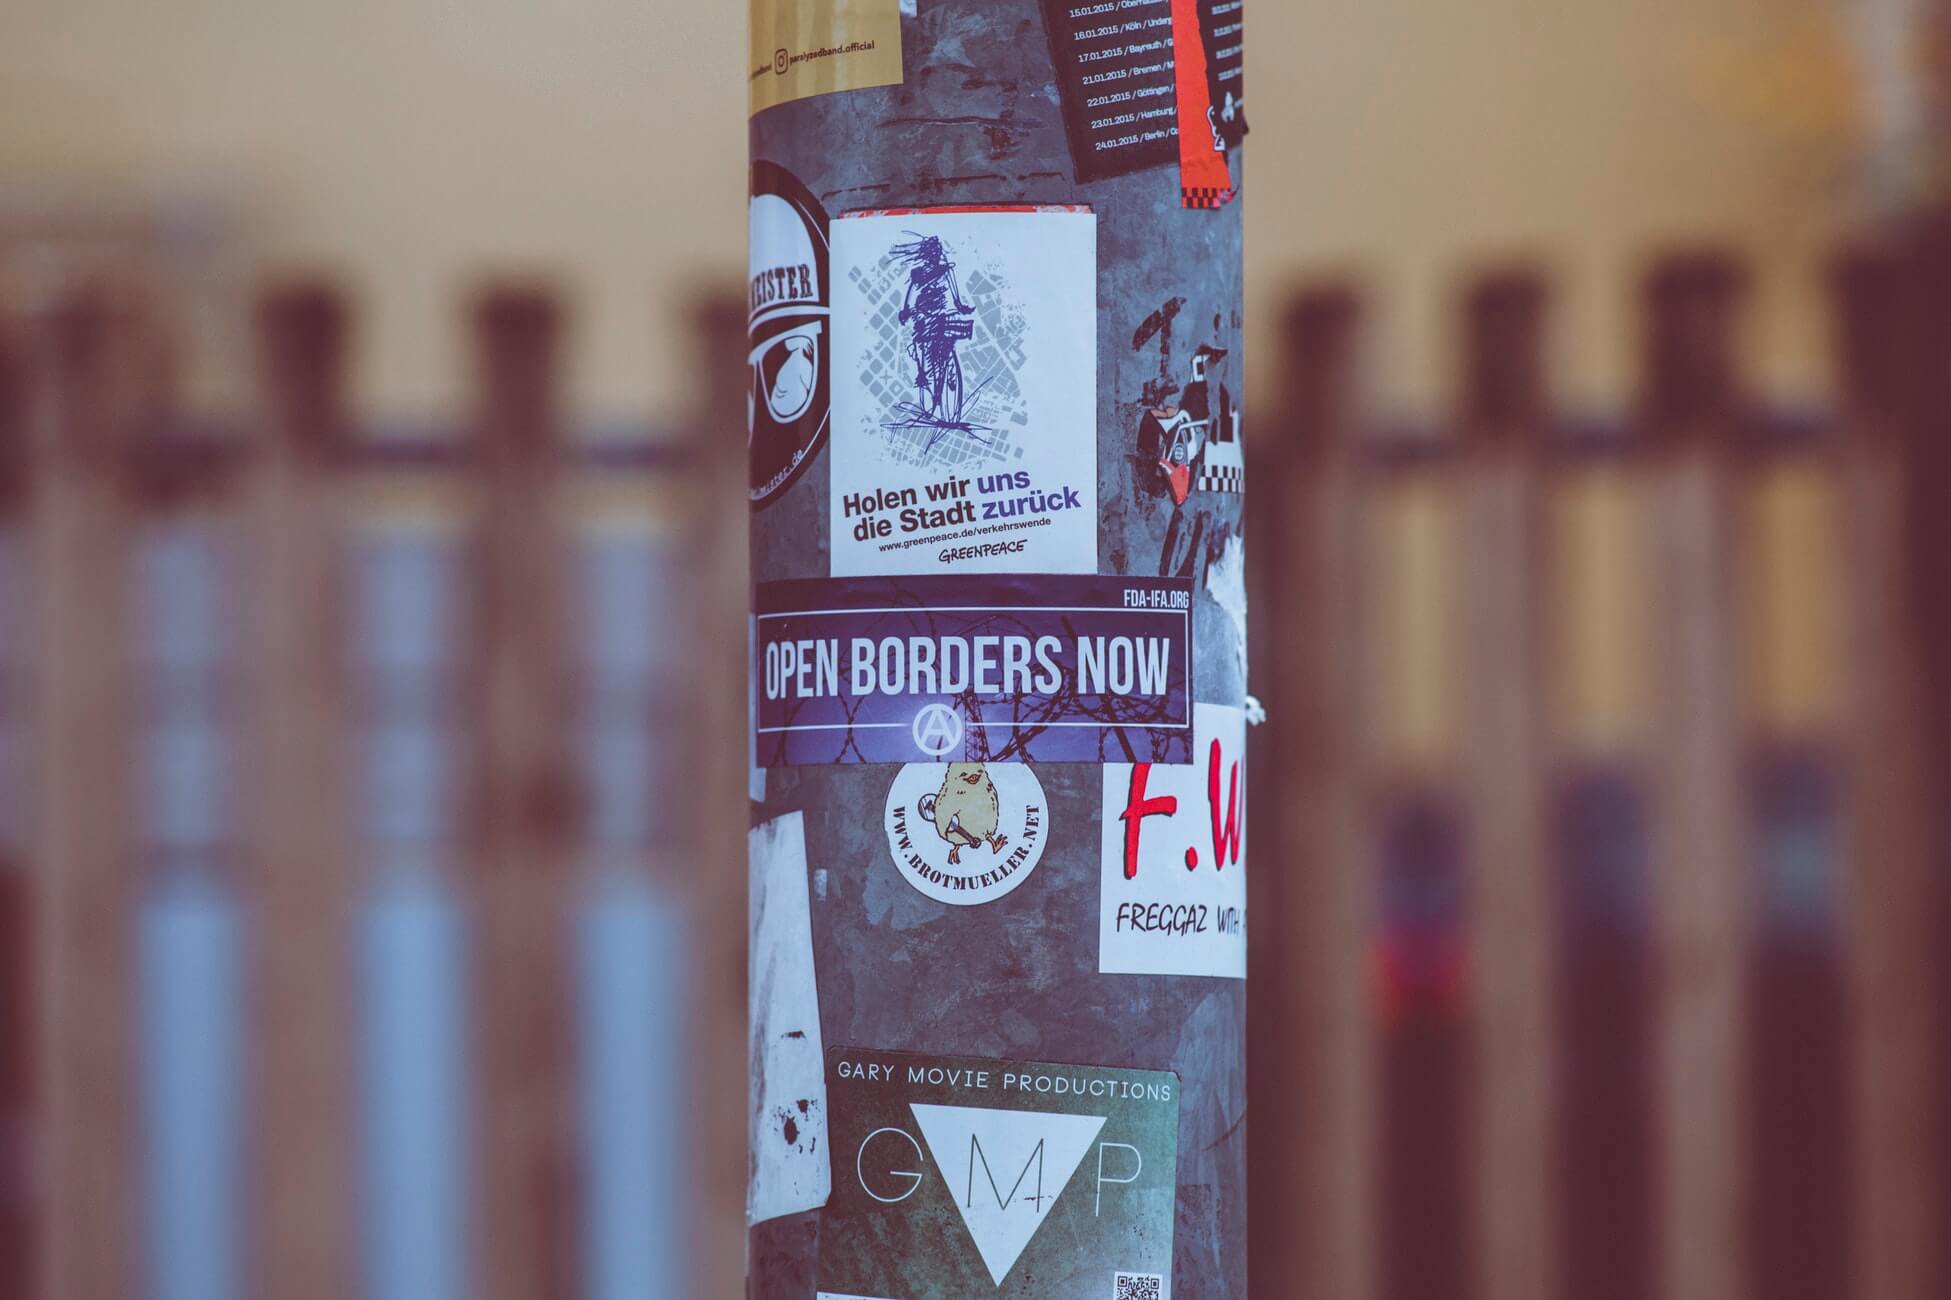 paralyzedband.official
15.01.2015 /
16.01.2015 / Köln /
17.01.2015 / Bayreuth /
21.01.2015 / Bremen /
22.01.2015 / Göttingen /
23.01.2015 / Hamburg /
24.01.2015 / Berlin /
EISTER
Holen wir uns
die Stadt zurück
www.greenpeace.de/verkehrswende
GREENPEACE
FDA-IFA.ORG
OPEN BORDERS NOW
WWW.BROTMUELLER.NET
F.W
FREGGAZ WITH
GARY MOVIE PRODUCTIONS
G M P